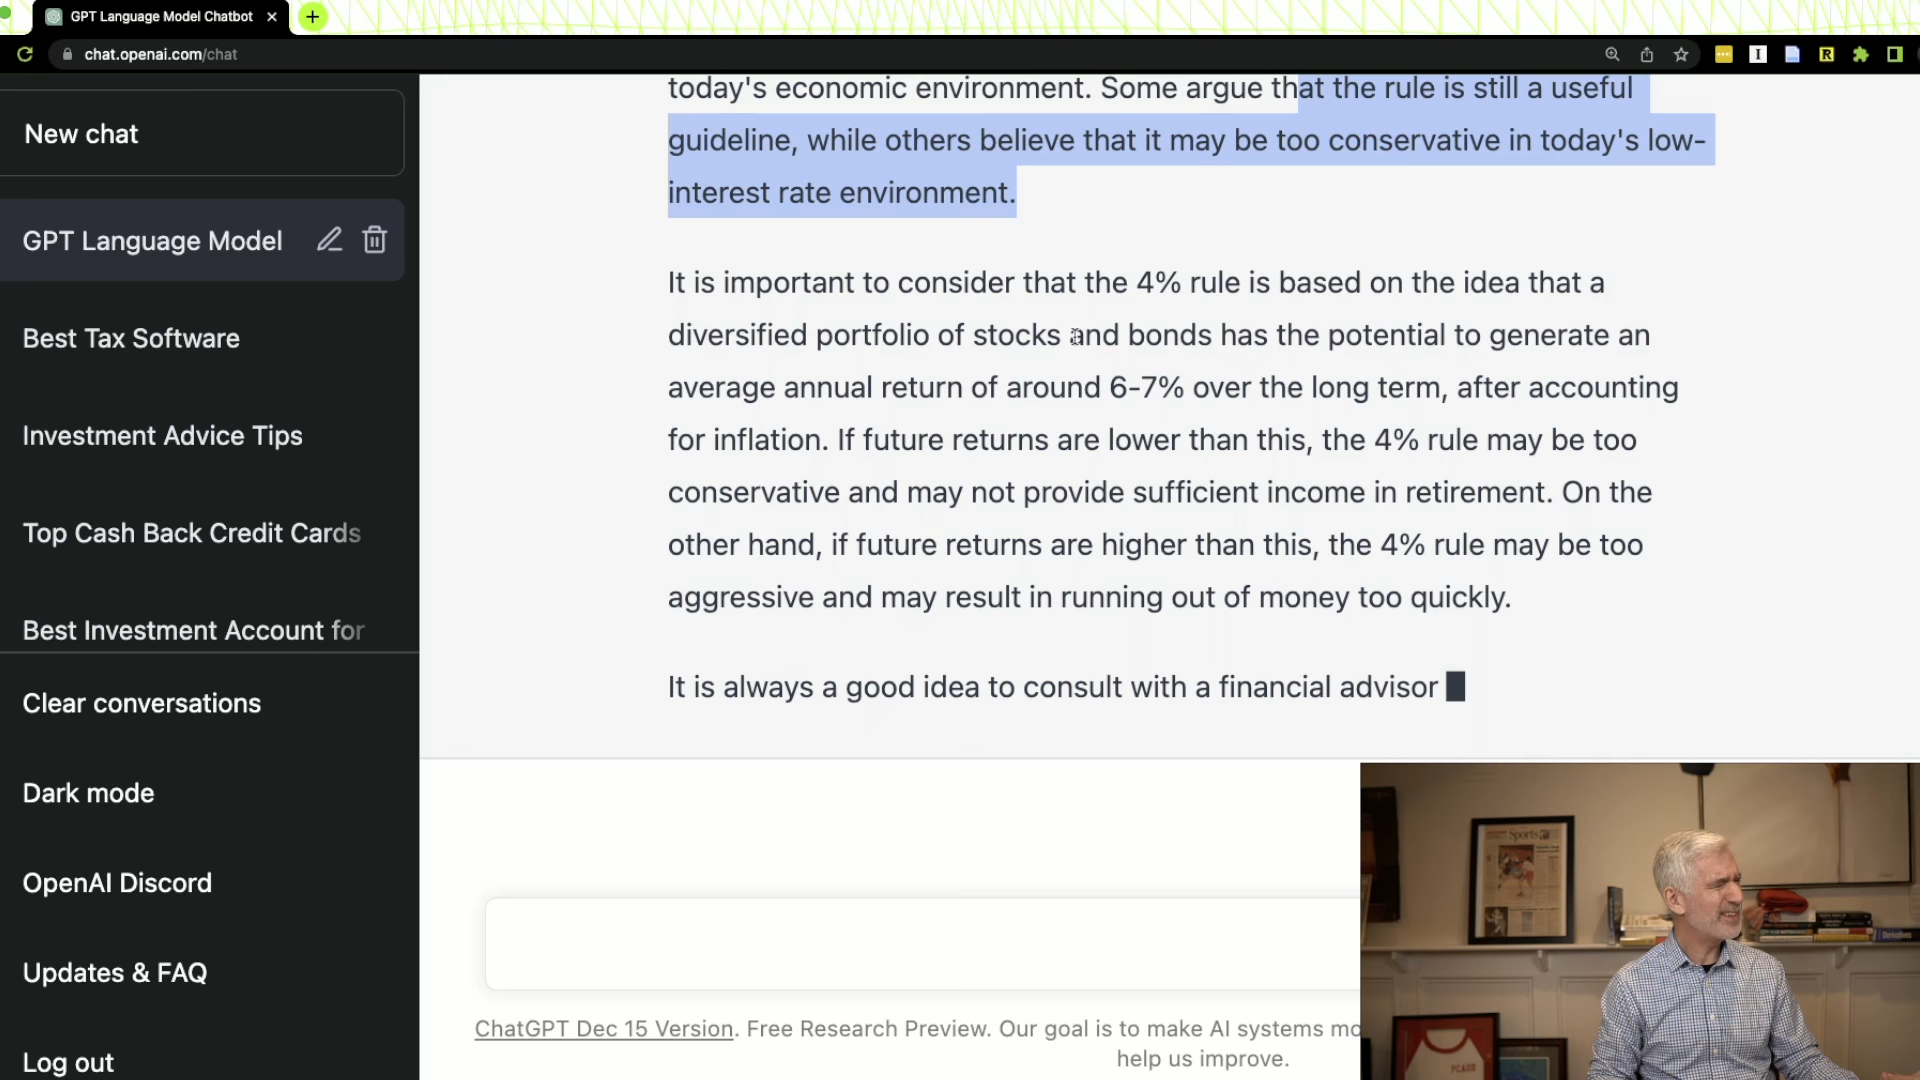 GPT Language Model Chatbot
chat.openai.com/chat
New chat
GPT Language Model
Best Tax Software
Investment Advice Tips
Top Cash Back Credit Cards
Best Investment Account for
Clear conversations
Dark mode
OpenAI Discord
Updates & FAQ
Log out
today's economic environment. Some argue that the rule is still a useful
guideline, while others believe that it may be too conservative in today's low-
interest rate environment.
It is important to consider that the 4% rule is based on the idea that a
diversified portfolio of stocks and bonds has the potential to generate an
average annual return of around 6-7% over the long term, after accounting
for inflation. If future returns are lower than this, the 4% rule may be too
conservative and may not provide sufficient income in retirement. On the
other hand, if future returns are higher than this, the 4% rule may be too
aggressive and may result in running out of money too quickly.
It is always a good idea to consult with a financial advisor
ChatGPT Dec 15 Version. Free Research Preview. Our goal is to make AI systems mo
help us improve.
Sports
Derivatives